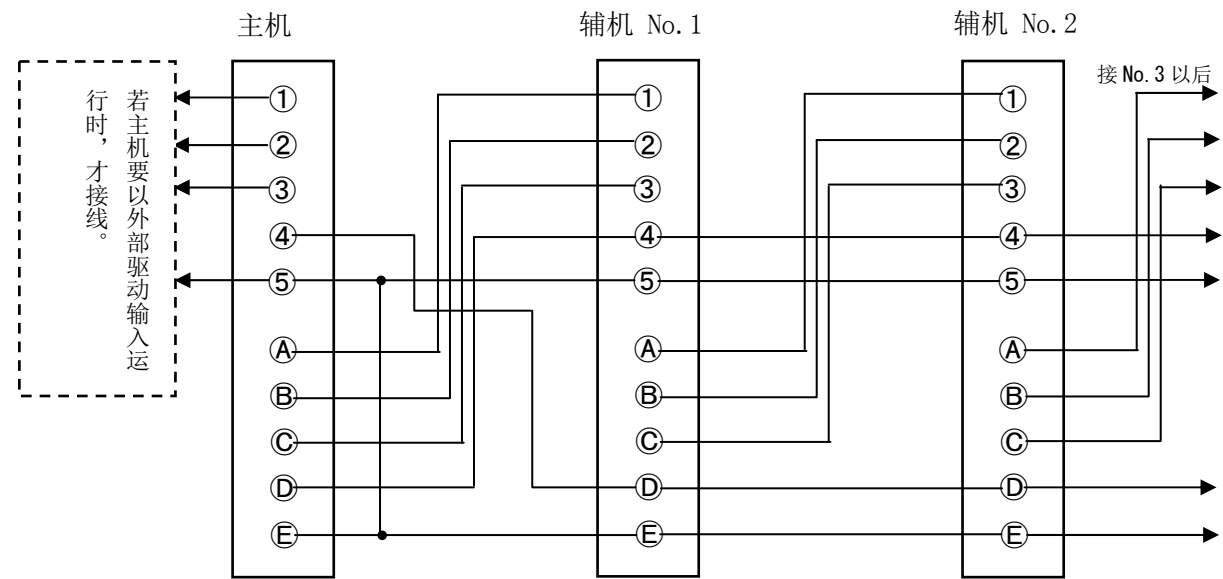 主机
辅机 No.1
辅机 No.2
接 No.3 以后
若主机要以外部驱动输入运
行时，才接线。
① ① ①
② ② ②
③ ③ ③
④ ④ ④
⑤ ⑤ ⑤
Ⓐ Ⓐ Ⓐ
Ⓑ Ⓑ Ⓑ
Ⓒ Ⓒ Ⓒ
Ⓓ Ⓓ Ⓓ
Ⓔ Ⓔ Ⓔ